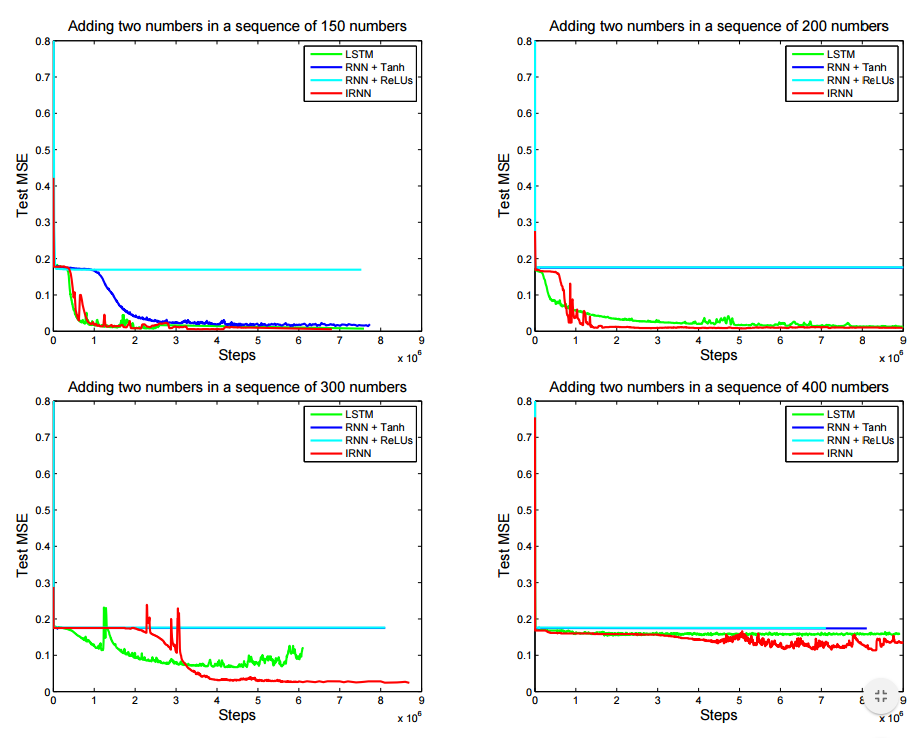 Adding two numbers in a sequence of 150 numbers
0.8
0.7
0.6
0.5
0.4
0.3
0.2
0.1
0
Test MSE
LSTM
RNN + Tanh
RNN + ReLUs
IRNN
0 1 2 3 4 5 6 7 8 9
Steps
x 10^6
Adding two numbers in a sequence of 200 numbers
0.8
0.7
0.6
0.5
0.4
0.3
0.2
0.1
0
Test MSE
LSTM
RNN + Tanh
RNN + ReLUs
IRNN
0 1 2 3 4 5 6 7 8 9
Steps
x 10^6
Adding two numbers in a sequence of 300 numbers
0.8
0.7
0.6
0.5
0.4
0.3
0.2
0.1
0
Test MSE
LSTM
RNN + Tanh
RNN + ReLUs
IRNN
0 1 2 3 4 5 6 7 8 9
Steps
x 10^6
Adding two numbers in a sequence of 400 numbers
0.8
0.7
0.6
0.5
0.4
0.3
0.2
0.1
0
Test MSE
LSTM
RNN + Tanh
RNN + ReLUs
IRNN
0 1 2 3 4 5 6 7 8 9
Steps
x 10^6